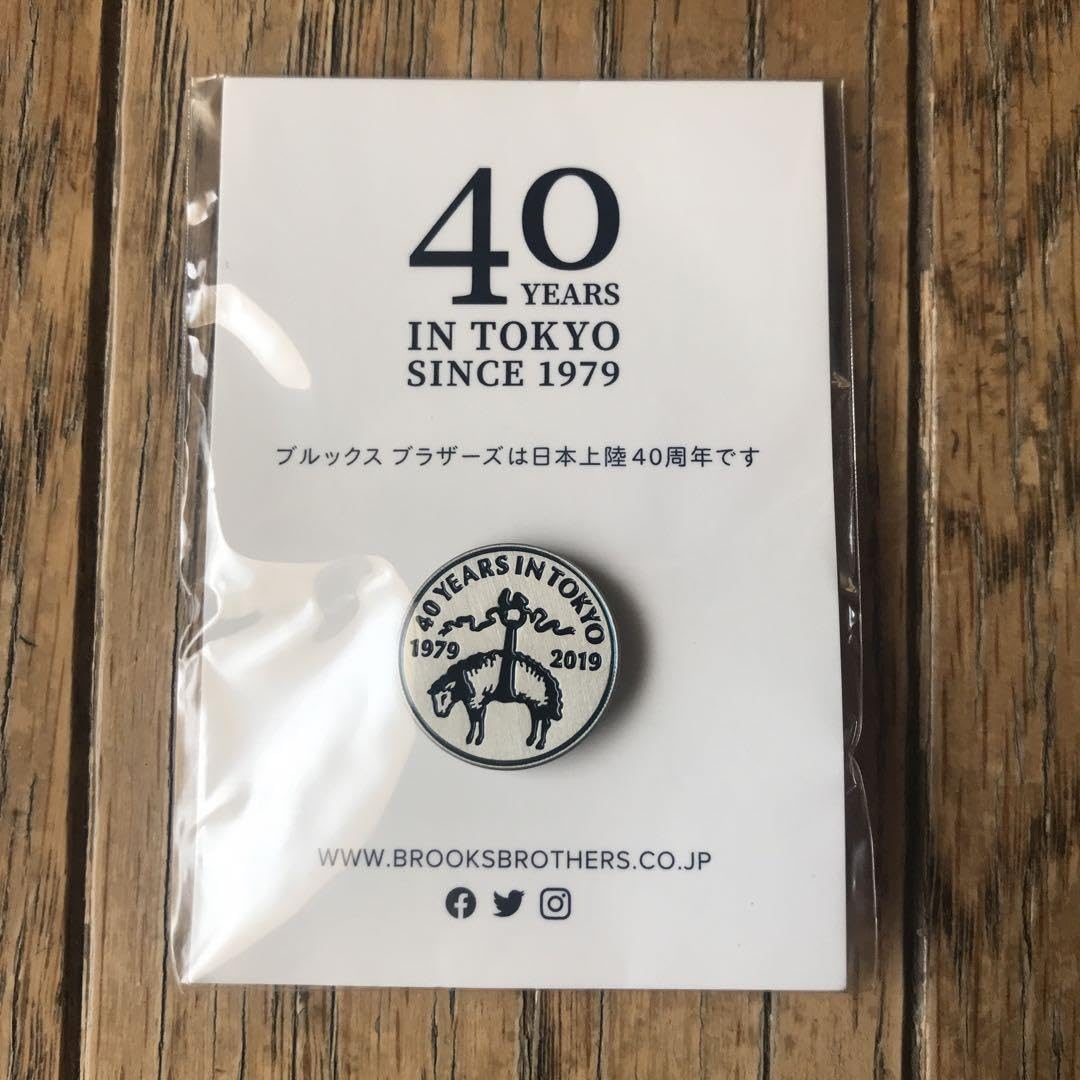 40
YEARS
IN TOKYO
SINCE 1979
ブルックス ブラザーズは日本上陸40周年です
40 YEARS IN TOKYO
1979 2019
WWW.BROOKSBROTHERS.CO.JP